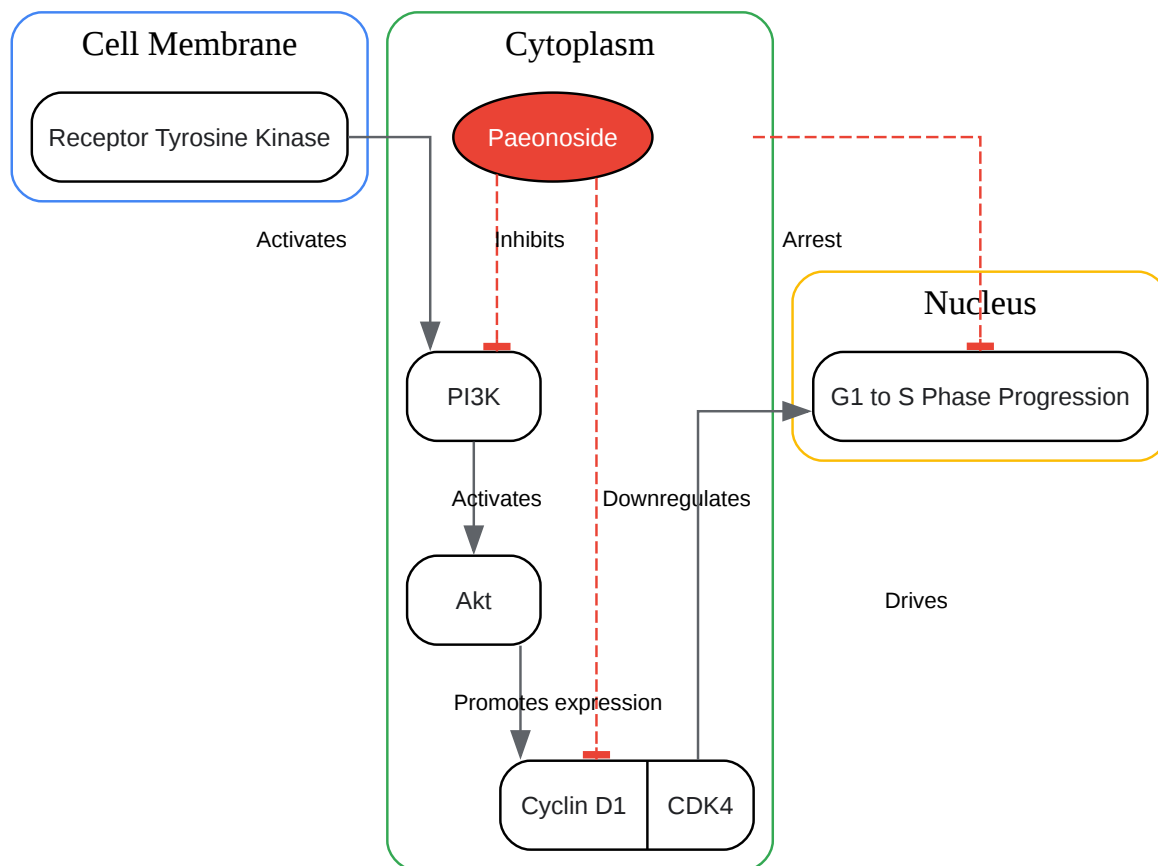 Cell Membrane
Cytoplasm
Receptor Tyrosine Kinase
Paeonoside
Activates
Inhibits
Arrest
Nucleus
PI3K
G1 to S Phase Progression
Activates
Downregulates
Akt
Drives
Promotes expression
Cyclin D1
CDK4